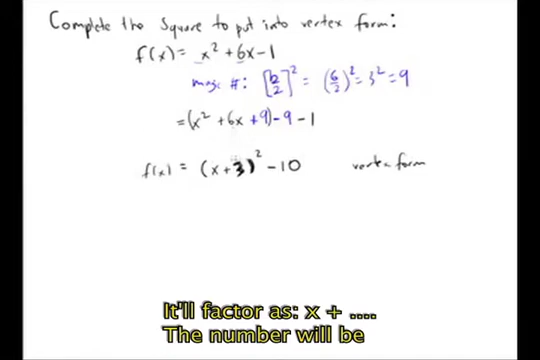 Complete the Square to put into vertex form:
f(x) = x² + 6x - 1
magic #: [b/2]² = (6/2)² = 3² = 9
= (x² + 6x + 9) - 9 - 1
f(x) = (x + 3)² - 10 vertex form
It'll factor as: x + ....
The number will be